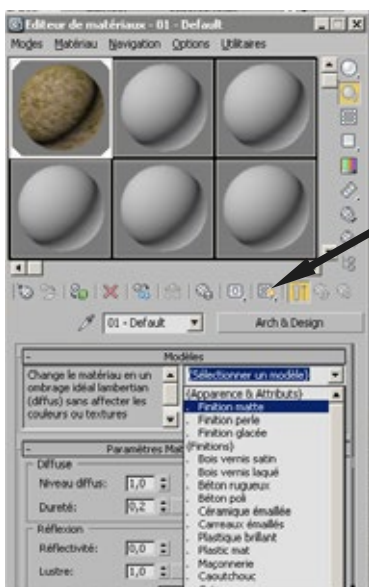 Editeur de matériaux - 01 - Default
Modes Matériau Navigation Options Utilitaires
01 - Default
Arch & Design
- Modèles
Change le matériau en un
ombrage idéal lambertian
(diffus) sans affecter les
couleurs ou textures
(Sélectionner un modèle)
(Apparence & Attributs)
. Finition matte
. Finition perle
. Finition glacée
(Finitions)
. Bois vernis satin
. Bois vernis laqué
. Béton rugueux
. Béton poli
. Céramique émaillée
. Carreaux émaillés
. Plastique brillant
. Plastic mat
. Maçonnerie
. Caoutchouc
- Paramètres Mat
Diffuse
Niveau diffus: 1,0
Dureté: 0,2
Réflexion
Réflectivité: 0,0
Lustre: 1,0